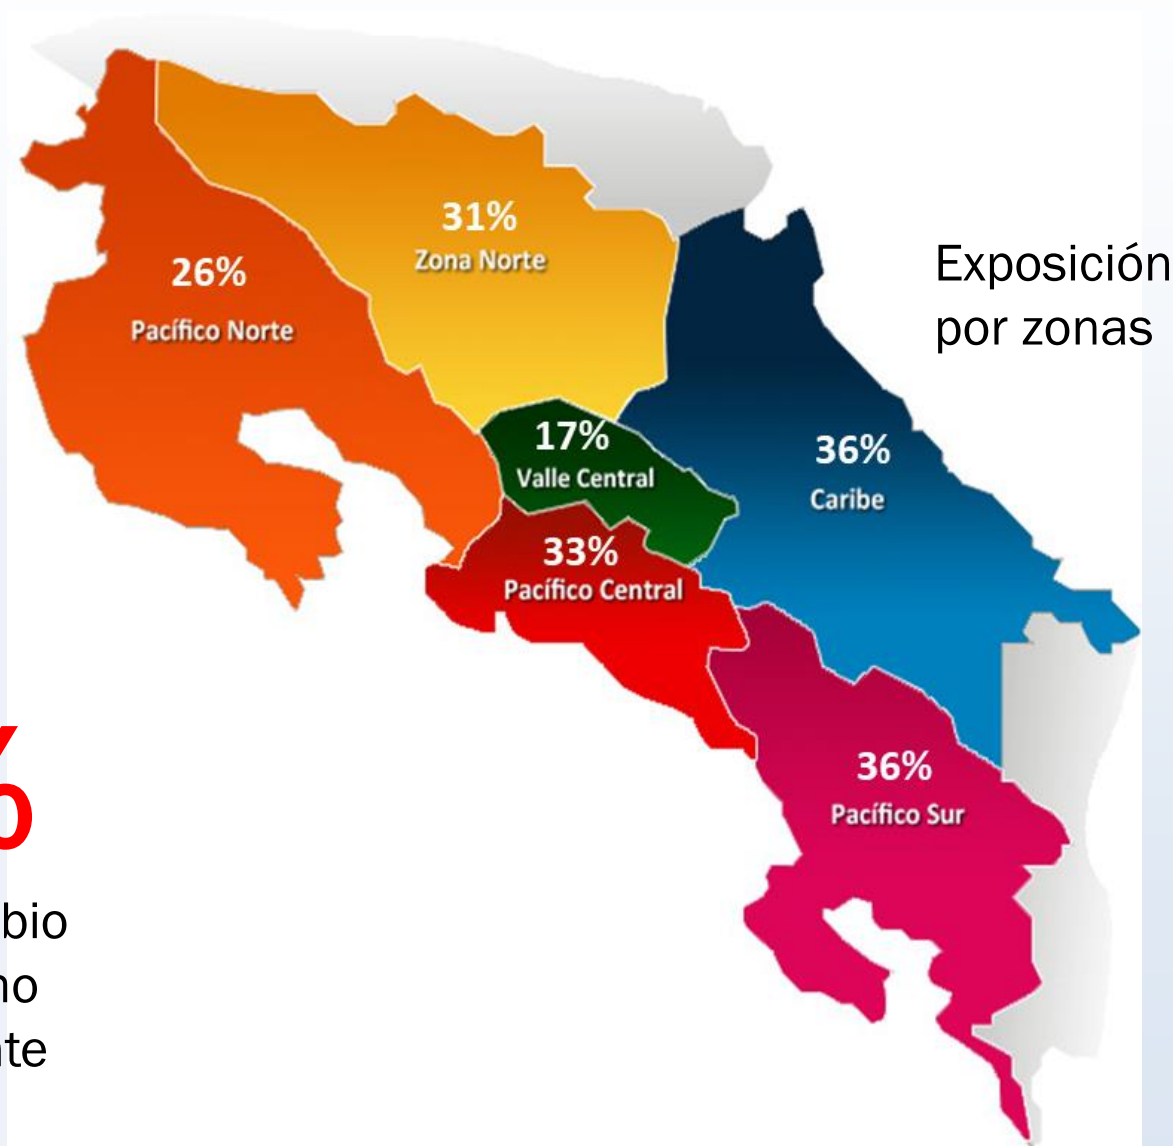 31%
Zona Norte
26%
Pacífico Norte
Exposición
por zonas
17%
Valle Central
36%
Caribe
33%
Pacífico Central
36%
Pacífico Sur
%